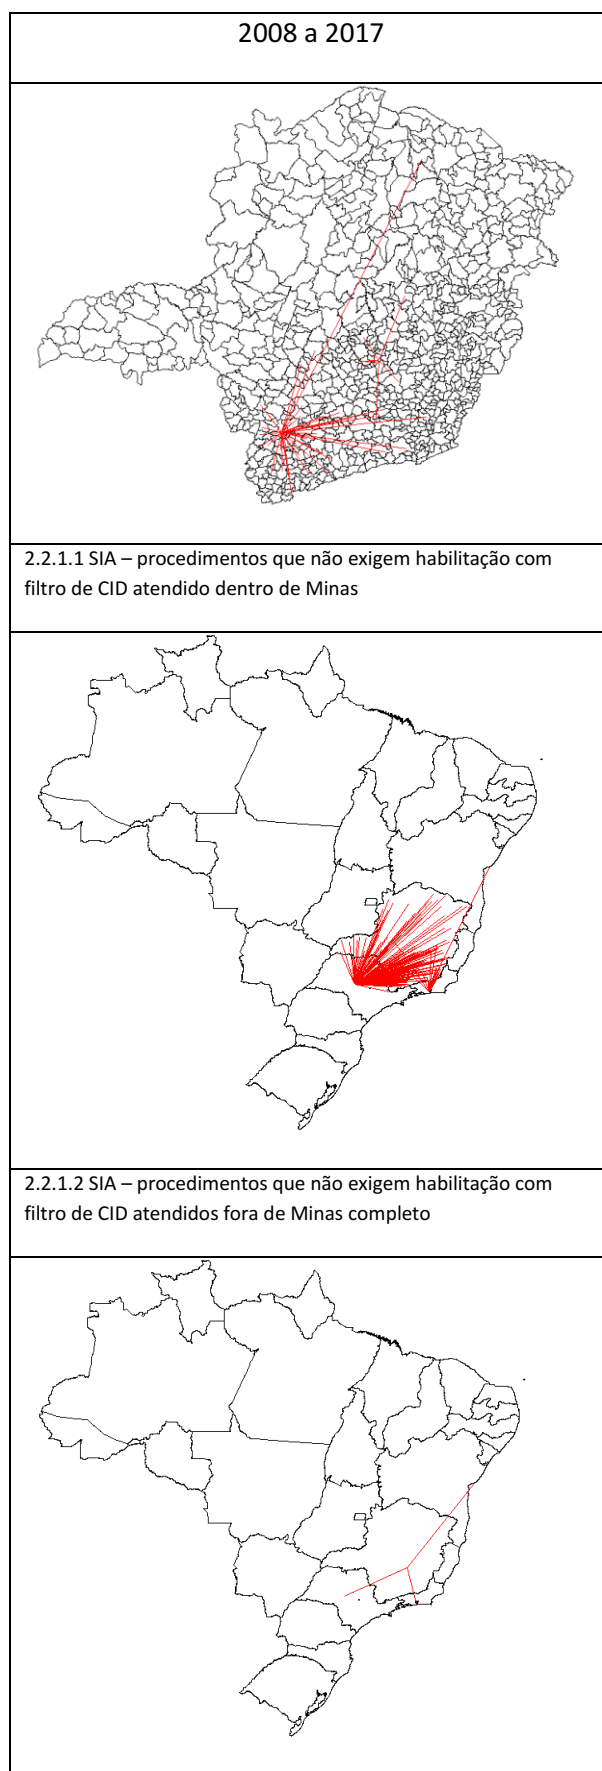 2008 a 2017
2.2.1.1 SIA – procedimentos que não exigem habilitação com
filtro de CID atendido dentro de Minas
2.2.1.2 SIA – procedimentos que não exigem habilitação com
filtro de CID atendidos fora de Minas completo